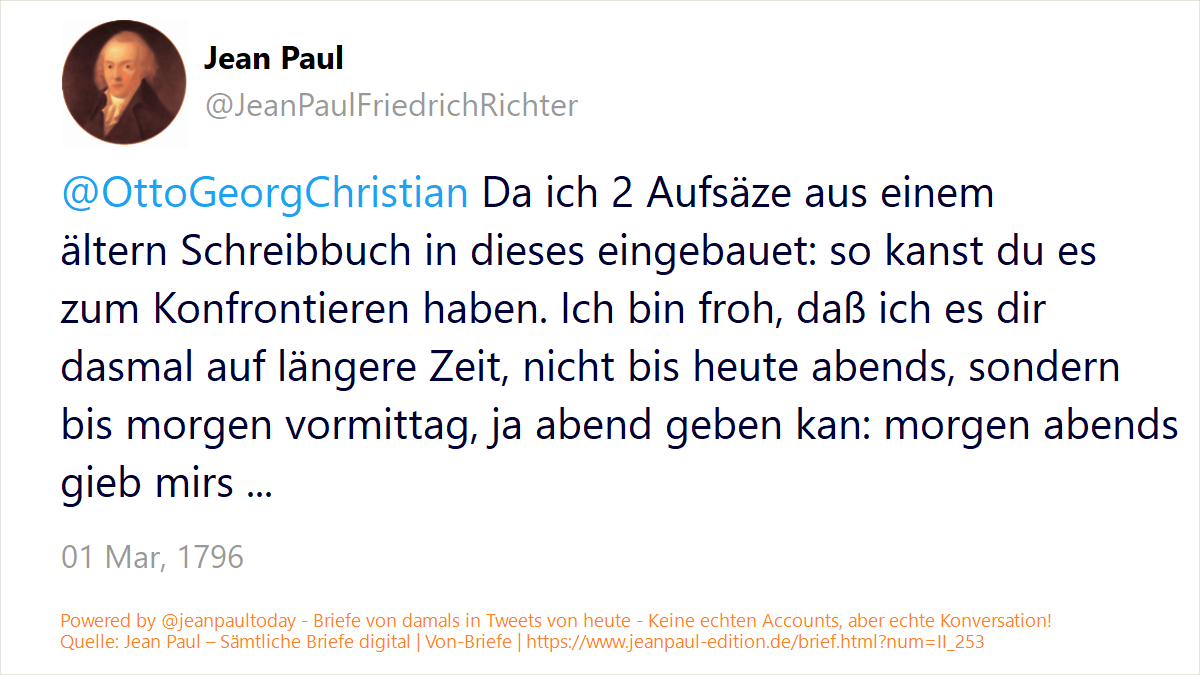 Jean Paul
@JeanPaulFriedrichRichter
@OttoGeorgChristian Da ich 2 Aufsäze aus einem
ältern Schreibbuch in dieses eingebauet: so kanst du es
zum Konfrontieren haben. Ich bin froh, daß ich es dir
dasmal auf längere Zeit, nicht bis heute abends, sondern
bis morgen vormittag, ja abend geben kan: morgen abends
gieb mirs ...
01 Mar, 1796
Powered by @jeanpaultoday - Briefe von damals in Tweets von heute - Keine echten Accounts, aber echte Konversation!
Quelle: Jean Paul – Sämtliche Briefe digital | Von-Briefe | https://www.jeanpaul-edition.de/brief.html?num=II_253